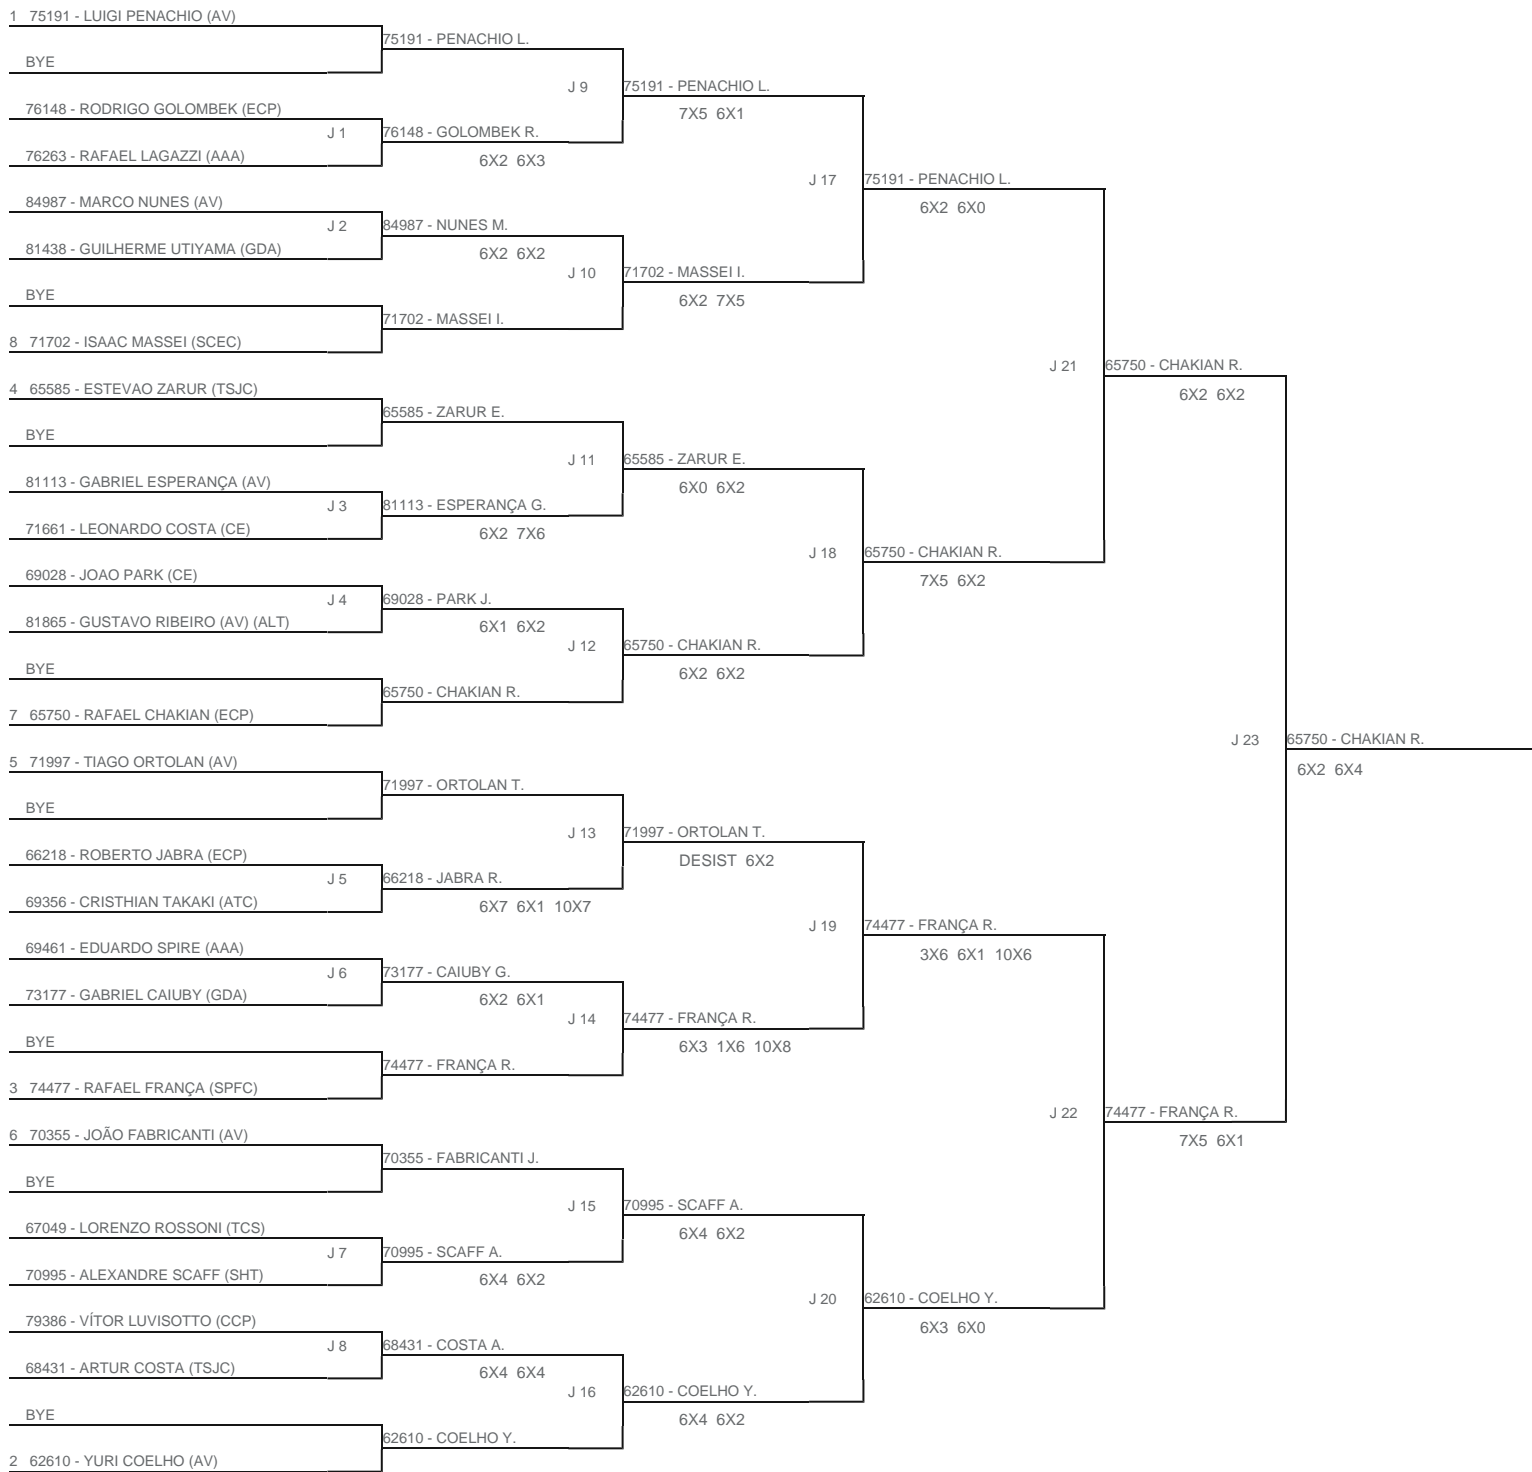 1 75191 - LUIGI PENACHIO (AV)
75191 - PENACHIO L.
BYE
J 9
75191 - PENACHIO L.
7X5 6X1
76148 - RODRIGO GOLOMBEK (ECP)
J 1
76148 - GOLOMBEK R.
76263 - RAFAEL LAGAZZI (AAA)
6X2 6X3
J 17
75191 - PENACHIO L.
6X2 6X0
84987 - MARCO NUNES (AV)
J 2
84987 - NUNES M.
81438 - GUILHERME UTIYAMA (GDA)
6X2 6X2
J 10
71702 - MASSEI I.
6X2 7X5
BYE
71702 - MASSEI I.
8 71702 - ISAAC MASSEI (SCEC)
J 21
65750 - CHAKIAN R.
6X2 6X2
4 65585 - ESTEVAO ZARUR (TSJC)
65585 - ZARUR E.
BYE
J 11
65585 - ZARUR E.
6X0 6X2
81113 - GABRIEL ESPERANÇA (AV)
J 3
81113 - ESPERANÇA G.
71661 - LEONARDO COSTA (CE)
6X2 7X6
J 18
65750 - CHAKIAN R.
7X5 6X2
69028 - JOAO PARK (CE)
J 4
69028 - PARK J.
81865 - GUSTAVO RIBEIRO (AV) (ALT)
6X1 6X2
J 12
65750 - CHAKIAN R.
6X2 6X2
BYE
65750 - CHAKIAN R.
7 65750 - RAFAEL CHAKIAN (ECP)
J 23
65750 - CHAKIAN R.
6X2 6X4
5 71997 - TIAGO ORTOLAN (AV)
71997 - ORTOLAN T.
BYE
J 13
71997 - ORTOLAN T.
DESIST 6X2
66218 - ROBERTO JABRA (ECP)
J 5
66218 - JABRA R.
69356 - CRISTHIAN TAKAKI (ATC)
6X7 6X1 10X7
J 19
74477 - FRANÇA R.
3X6 6X1 10X6
69461 - EDUARDO SPIRE (AAA)
J 6
73177 - CAIUBY G.
73177 - GABRIEL CAIUBY (GDA)
6X2 6X1
J 14
74477 - FRANÇA R.
6X3 1X6 10X8
BYE
74477 - FRANÇA R.
3 74477 - RAFAEL FRANÇA (SPFC)
J 22
74477 - FRANÇA R.
7X5 6X1
6 70355 - JOÃO FABRICANTI (AV)
70355 - FABRICANTI J.
BYE
J 15
70995 - SCAFF A.
6X4 6X2
67049 - LORENZO ROSSONI (TCS)
J 7
70995 - SCAFF A.
70995 - ALEXANDRE SCAFF (SHT)
6X4 6X2
J 20
62610 - COELHO Y.
6X3 6X0
79386 - VÍTOR LUVISOTTO (CCP)
J 8
68431 - COSTA A.
68431 - ARTUR COSTA (TSJC)
6X4 6X4
J 16
62610 - COELHO Y.
6X4 6X2
BYE
62610 - COELHO Y.
2 62610 - YURI COELHO (AV)